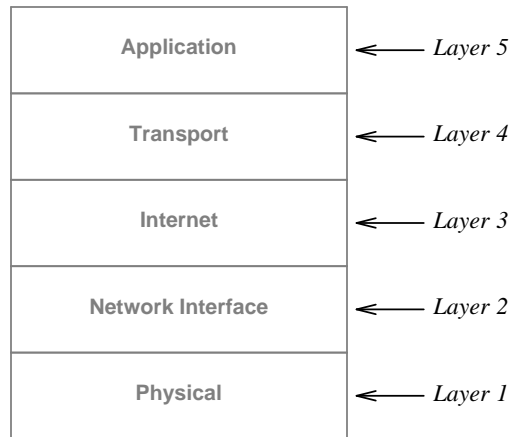 Application
Layer 5
Transport
Layer 4
Internet
Layer 3
Network Interface
Layer 2
Physical
Layer 1